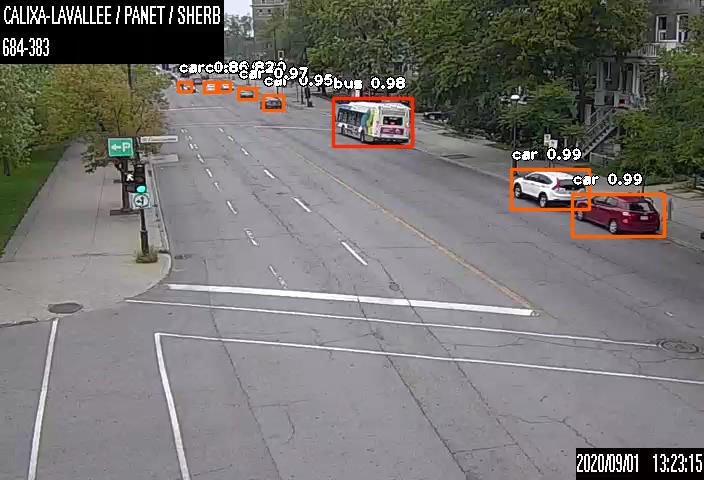 CALIXA-LAVALLEE / PANET / SHERB
684-383
car 0.97
car 0.95
bus 0.98
car 0.99
car 0.99
P
2020/09/01 13:23:15